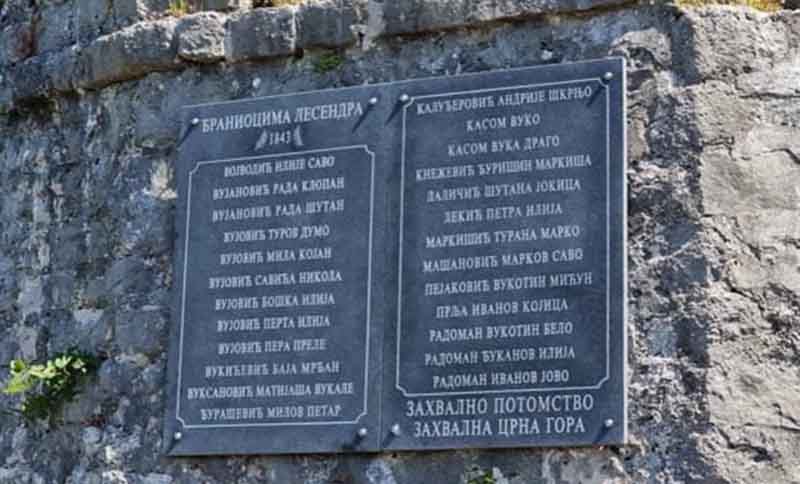 БРАНИОЦИМА ЛЕСЕНДРА
1843
ВОЈВОДИЋ ИЛИЈЕ САВО
ВУЈАНОВИЋ РАДА КЛОПАН
ВУЈАНОВИЋ РАДА ШУТАН
ВУЈОВИЋ ТУРОВ ДУМО
ВУЈОВИЋ МИЛА КОЈАН
ВУЈОВИЋ САВИЋА НИКОЛА
ВУЈОВИЋ БОШКА ИЛИЈА
ВУЈОВИЋ ПЕРТА ИЛИЈА
ВУЈОВИЋ ПЕРА ПРЕЛЕ
ВУКИЋЕВИЋ БАЈА МРЂАН
ВУКСАНОВИЋ МАТИЈАША ВУКАЛЕ
ЂУРАШЕВИЋ МИЛОВ ПЕТАР
КАЛУЂЕРОВИЋ АНДРИЈЕ ШКРЊО
КАСОМ ВУКО
КАСОМ ВУКА ДРАГО
КНЕЖЕВИЋ ЂУРИШИН МАРКИША
ЛАЛИЧИЋ ШУТАНА ЈОКИЦА
ЛЕКИЋ ПЕТРА ИЛИЈА
МАРКИШИЋ ТУРАНА МАРКО
МАШАНОВИЋ МАРКОВ САВО
ПЕЈАКОВИЋ ВУКОТИН МИЂУН
ПРЉА ИВАНОВ КОЈИЦА
РАДОМАН ВУКОТИН БЕЛО
РАДОМАН ЂУКАНОВ ИЛИЈА
РАДОМАН ИВАНОВ ЈОВО
ЗАХВАЛНО ПОТОМСТВО
ЗАХВАЛНА ЦРНА ГОРА